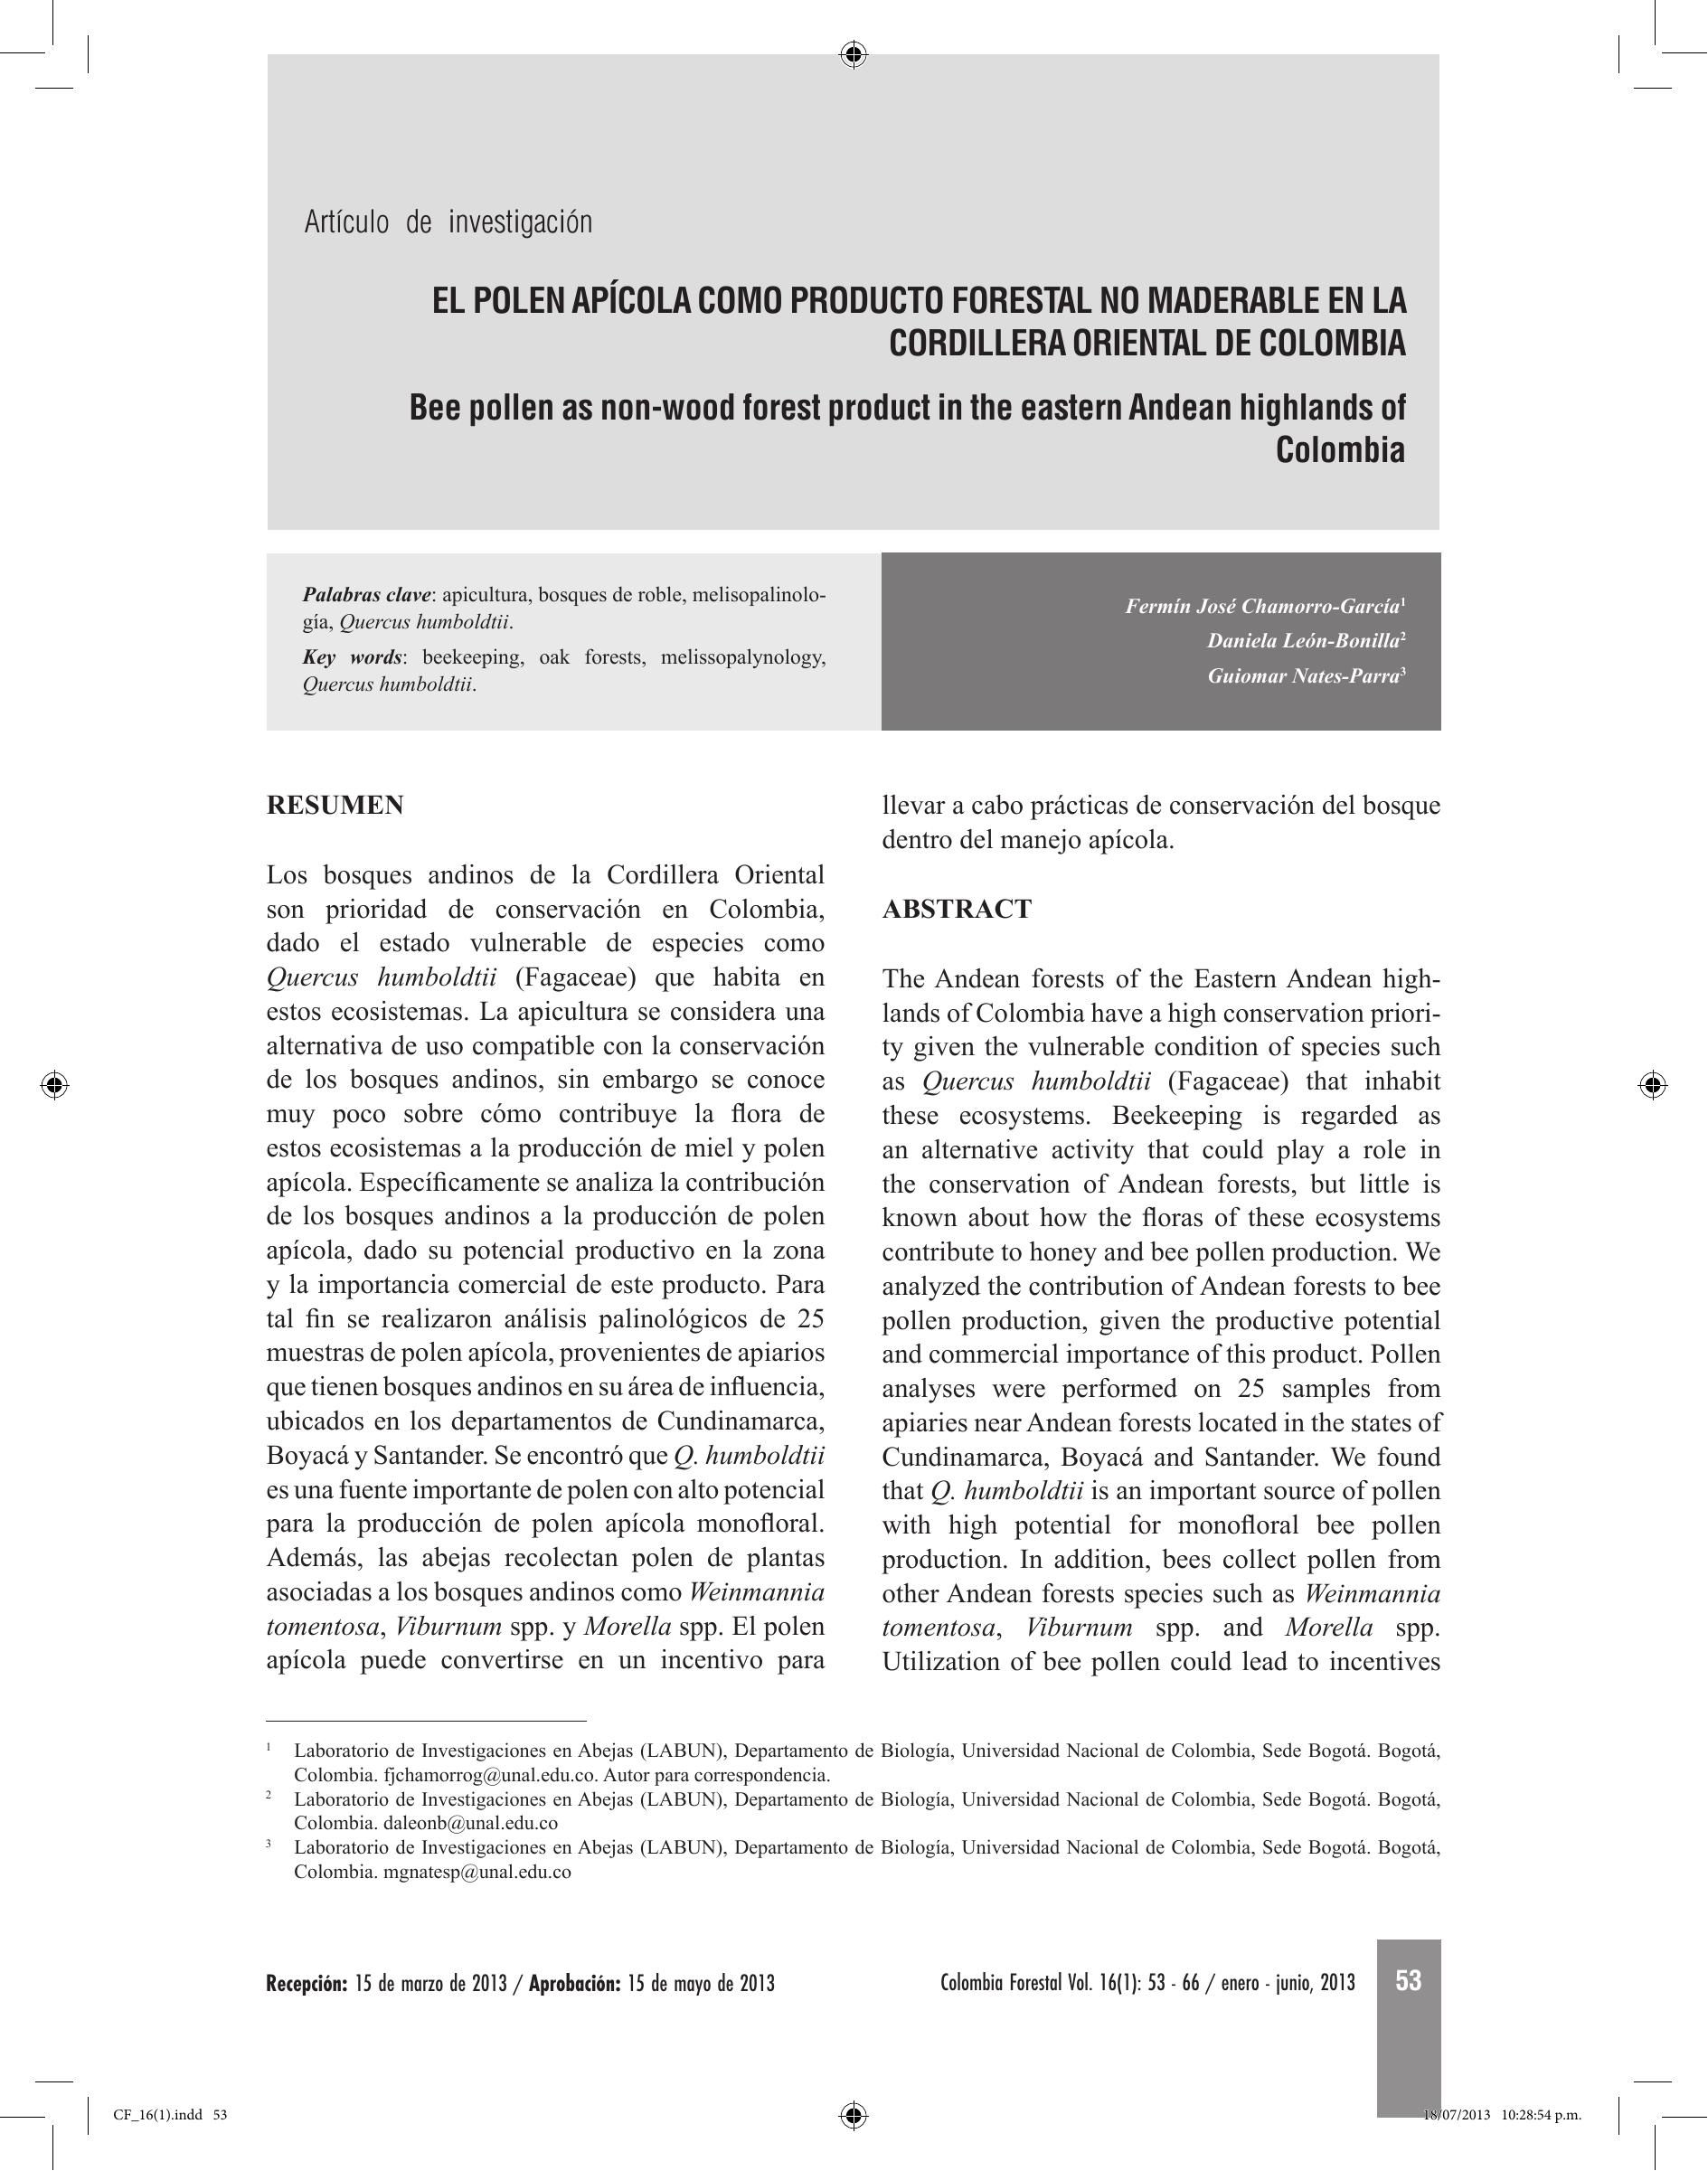 Artículo de investigación
EL POLEN APÍCOLA COMO PRODUCTO FORESTAL NO MADERABLE EN LA
CORDILLERA ORIENTAL DE COLOMBIA
Bee pollen as non-wood forest product in the eastern Andean highlands of
Colombia
Palabras clave: apicultura, bosques de roble, melisopalinolo-
gía, Quercus humboldtii.
Key words: beekeeping, oak forests, melissopalynology,
Quercus humboldtii.
Fermín José Chamorro-García¹
Daniela León-Bonilla²
Guiomar Nates-Parra³
RESUMEN
Los bosques andinos de la Cordillera Oriental
son prioridad de conservación en Colombia,
dado el estado vulnerable de especies como
Quercus humboldtii (Fagaceae) que habita en
estos ecosistemas. La apicultura se considera una
alternativa de uso compatible con la conservación
de los bosques andinos, sin embargo se conoce
muy poco sobre cómo contribuye la flora de
estos ecosistemas a la producción de miel y polen
apícola. Específicamente se analiza la contribución
de los bosques andinos a la producción de polen
apícola, dado su potencial productivo en la zona
y la importancia comercial de este producto. Para
tal fin se realizaron análisis palinológicos de 25
muestras de polen apícola, provenientes de apiarios
que tienen bosques andinos en su área de influencia,
ubicados en los departamentos de Cundinamarca,
Boyacá y Santander. Se encontró que Q. humboldtii
es una fuente importante de polen con alto potencial
para la producción de polen apícola monofloral.
Además, las abejas recolectan polen de plantas
asociadas a los bosques andinos como Weinmannia
tomentosa, Viburnum spp. y Morella spp. El polen
apícola puede convertirse en un incentivo para
llevar a cabo prácticas de conservación del bosque
dentro del manejo apícola.
ABSTRACT
The Andean forests of the Eastern Andean high-
lands of Colombia have a high conservation priori-
ty given the vulnerable condition of species such
as Quercus humboldtii (Fagaceae) that inhabit
these ecosystems. Beekeeping is regarded as
an alternative activity that could play a role in
the conservation of Andean forests, but little is
known about how the floras of these ecosystems
contribute to honey and bee pollen production. We
analyzed the contribution of Andean forests to bee
pollen production, given the productive potential
and commercial importance of this product. Pollen
analyses were performed on 25 samples from
apiaries near Andean forests located in the states of
Cundinamarca, Boyacá and Santander. We found
that Q. humboldtii is an important source of pollen
with high potential for monofloral bee pollen
production. In addition, bees collect pollen from
other Andean forests species such as Weinmannia
tomentosa, Viburnum spp. and Morella spp.
Utilization of bee pollen could lead to incentives
1 Laboratorio de Investigaciones en Abejas (LABUN), Departamento de Biología, Universidad Nacional de Colombia, Sede Bogotá. Bogotá,
Colombia. fjchamorrog@unal.edu.co. Autor para correspondencia.
2 Laboratorio de Investigaciones en Abejas (LABUN), Departamento de Biología, Universidad Nacional de Colombia, Sede Bogotá. Bogotá,
Colombia. daleonb@unal.edu.co
3 Laboratorio de Investigaciones en Abejas (LABUN), Departamento de Biología, Universidad Nacional de Colombia, Sede Bogotá. Bogotá,
Colombia. mgnatesp@unal.edu.co
Recepción: 15 de marzo de 2013 / Aprobación: 15 de mayo de 2013
Colombia Forestal Vol. 16(1): 53 - 66 / enero - junio, 2013
53
CF_16(1).indd 53
18/07/2013 10:28:54 p.m.